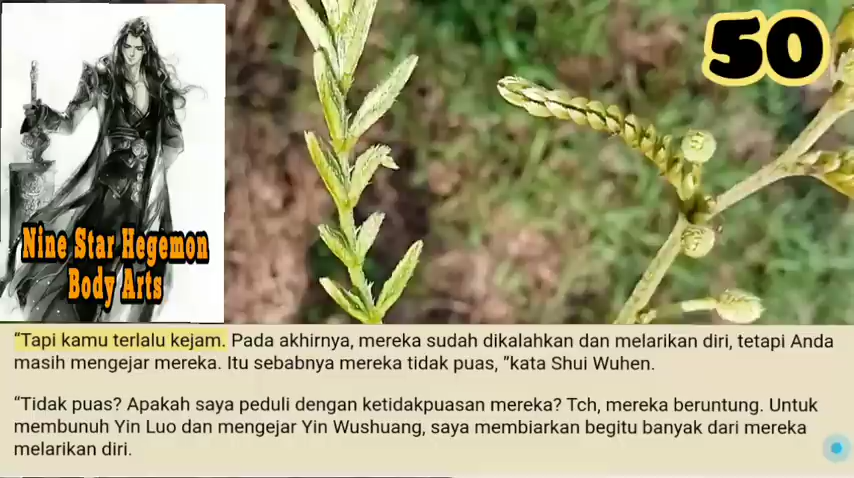 50
Nine Star Hegemon
Body Arts
“Tapi kamu terlalu kejam. Pada akhirnya, mereka sudah dikalahkan dan melarikan diri, tetapi Anda
masih mengejar mereka. Itu sebabnya mereka tidak puas, ”kata Shui Wuhen.
“Tidak puas? Apakah saya peduli dengan ketidakpuasan mereka? Tch, mereka beruntung. Untuk
membunuh Yin Luo dan mengejar Yin Wushuang, saya membiarkan begitu banyak dari mereka
melarikan diri.